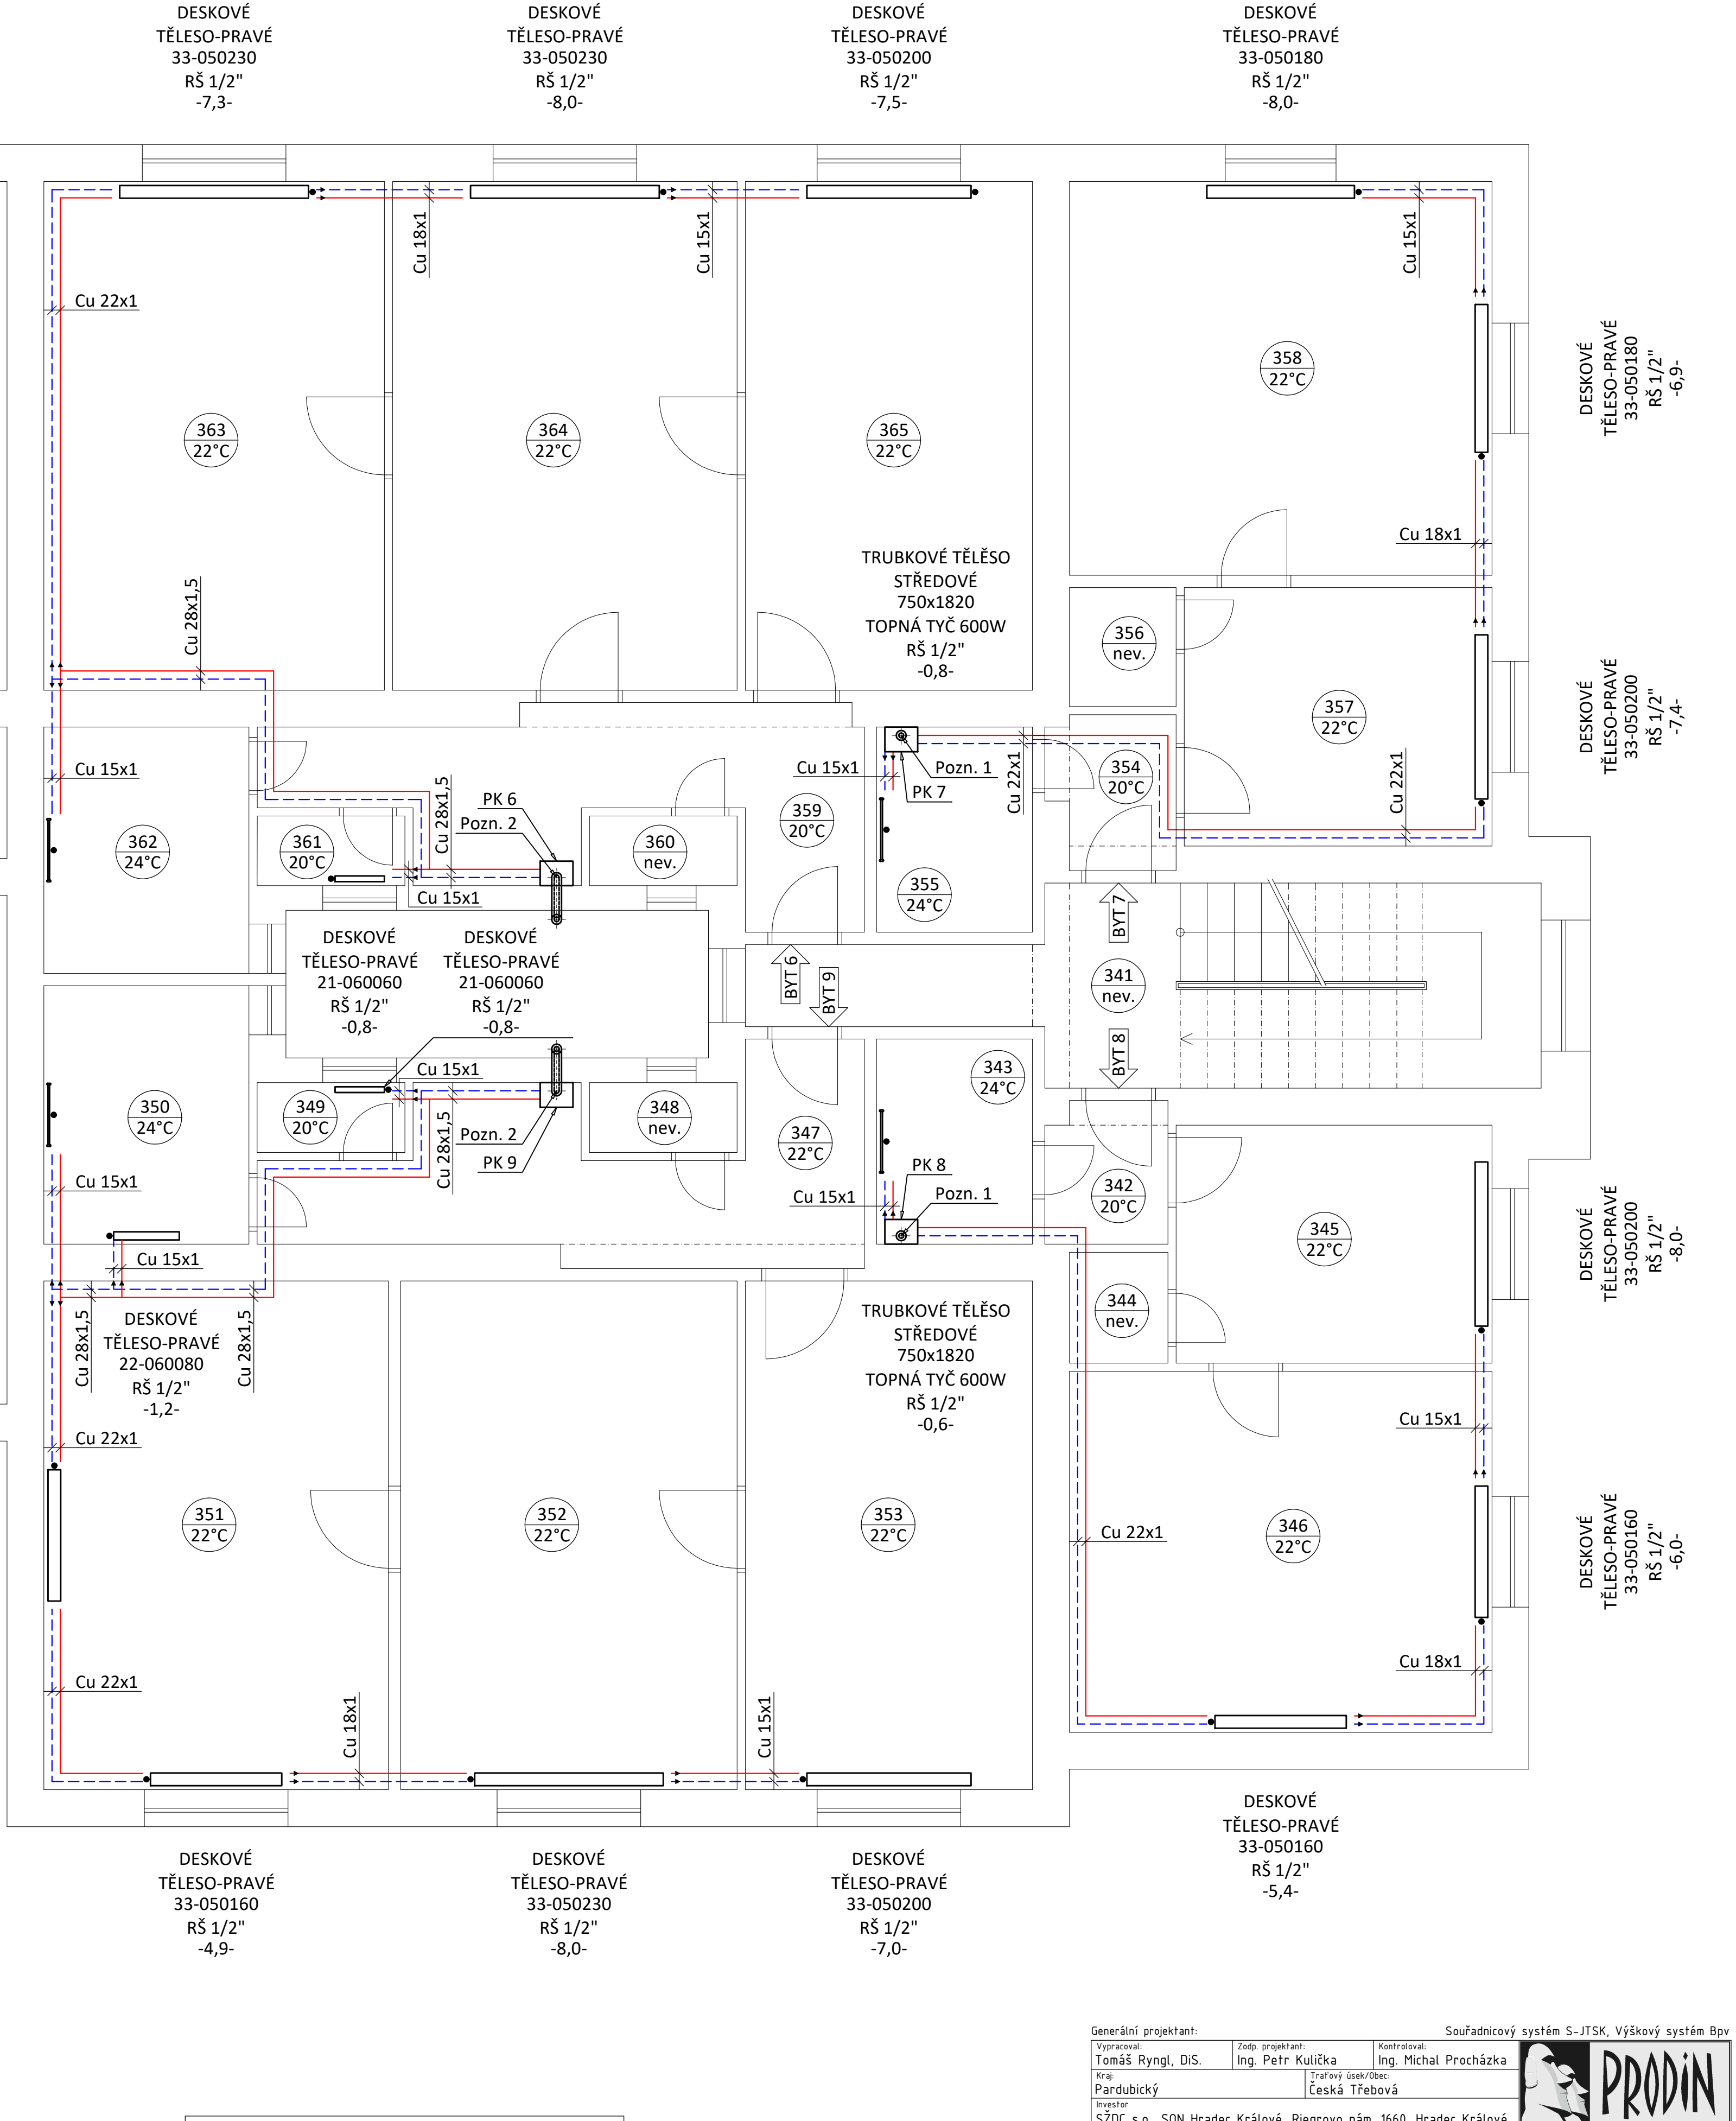 DESKOVÉ
TĚLESO-PRAVÉ
33-050230
RŠ 1/2"
-7,3-
DESKOVÉ
TĚLESO-PRAVÉ
33-050230
RŠ 1/2"
-8,0-
DESKOVÉ
TĚLESO-PRAVÉ
33-050200
RŠ 1/2"
-7,5-
DESKOVÉ
TĚLESO-PRAVÉ
33-050180
RŠ 1/2"
-8,0-
Cu 18x1
Cu 15x1
Cu 15x1
Cu 22x1
363
22°C
364
22°C
365
22°C
358
22°C
DESKOVÉ
TĚLESO-PRAVÉ
33-050180
RŠ 1/2"
-6,9-
Cu 18x1
Cu 28x1,5
TRUBKOVÉ TĚLĚSO
STŘEDOVÉ
750x1820
TOPNÁ TYČ 600W
RŠ 1/2"
-0,8-
356
nev.
357
22°C
DESKOVÉ
TĚLESO-PRAVÉ
33-050200
RŠ 1/2"
-7,4-
Cu 15x1
Cu 28x1,5
PK 6
Pozn. 2
Cu 15x1
Pozn. 1
PK 7
Cu 22x1
354
20°C
Cu 22x1
362
24°C
361
20°C
360
nev.
359
20°C
355
24°C
Cu 15x1
DESKOVÉ
TĚLESO-PRAVÉ
21-060060
RŠ 1/2"
-0,8-
DESKOVÉ
TĚLESO-PRAVÉ
21-060060
RŠ 1/2"
-0,8-
BYT 6
BYT 9
BYT 7
341
nev.
BYT 8
Cu 15x1
350
24°C
349
20°C
Cu 28x1,5
Pozn. 2
PK 9
348
nev.
347
22°C
343
24°C
PK 8
Pozn. 1
Cu 15x1
342
20°C
345
22°C
DESKOVÉ
TĚLESO-PRAVÉ
33-050200
RŠ 1/2"
-8,0-
Cu 15x1
Cu 15x1
Cu 28x1,5
DESKOVÉ
TĚLESO-PRAVÉ
22-060080
RŠ 1/2"
-1,2-
Cu 28x1,5
TRUBKOVÉ TĚLĚSO
STŘEDOVÉ
750x1820
TOPNÁ TYČ 600W
RŠ 1/2"
-0,6-
344
nev.
Cu 22x1
Cu 15x1
351
22°C
352
22°C
353
22°C
Cu 22x1
346
22°C
DESKOVÉ
TĚLESO-PRAVÉ
33-050160
RŠ 1/2"
-6,0-
Cu 22x1
Cu 18x1
Cu 15x1
Cu 18x1
DESKOVÉ
TĚLESO-PRAVÉ
33-050160
RŠ 1/2"
-4,9-
DESKOVÉ
TĚLESO-PRAVÉ
33-050230
RŠ 1/2"
-8,0-
DESKOVÉ
TĚLESO-PRAVÉ
33-050200
RŠ 1/2"
-7,0-
DESKOVÉ
TĚLESO-PRAVÉ
33-050160
RŠ 1/2"
-5,4-
Generální projektant:
Souřadnicový systém S-JTSK, Výškový systém Bpv
Vypracoval:
Tomáš Ryngl, DiS.
Zodp. projektant:
Ing. Petr Kulička
Kontroloval:
Ing. Michal Procházka
Kraj:
Pardubický
Traťový úsek/Obec:
Česká Třebová
PRODIN
Investor
SŽDC s.o., SON Hradec Králové, Riegrovo nám. 1660, Hradec Králové